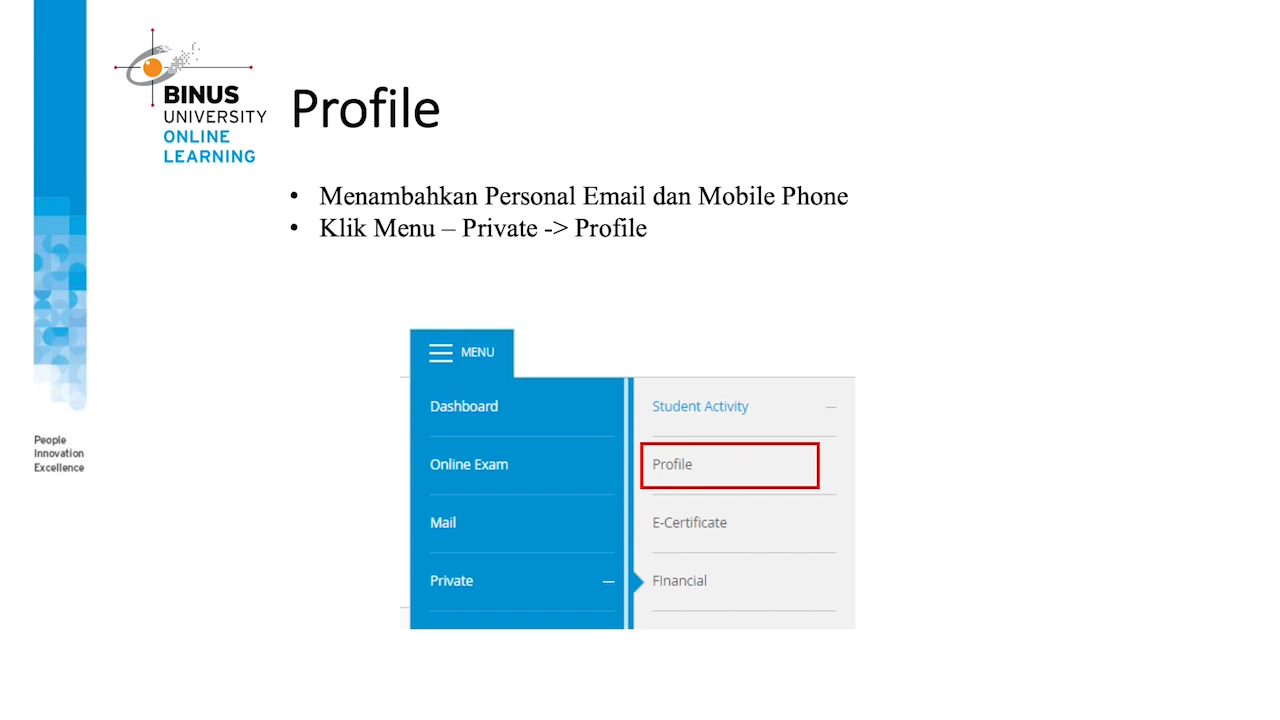 BINUS
UNIVERSITY
ONLINE
LEARNING
Profile
• Menambahkan Personal Email dan Mobile Phone
• Klik Menu – Private -> Profile
MENU
Dashboard
Online Exam
Mail
Private
Student Activity
Profile
E-Certificate
FInancial
People
Innovation
Excellence